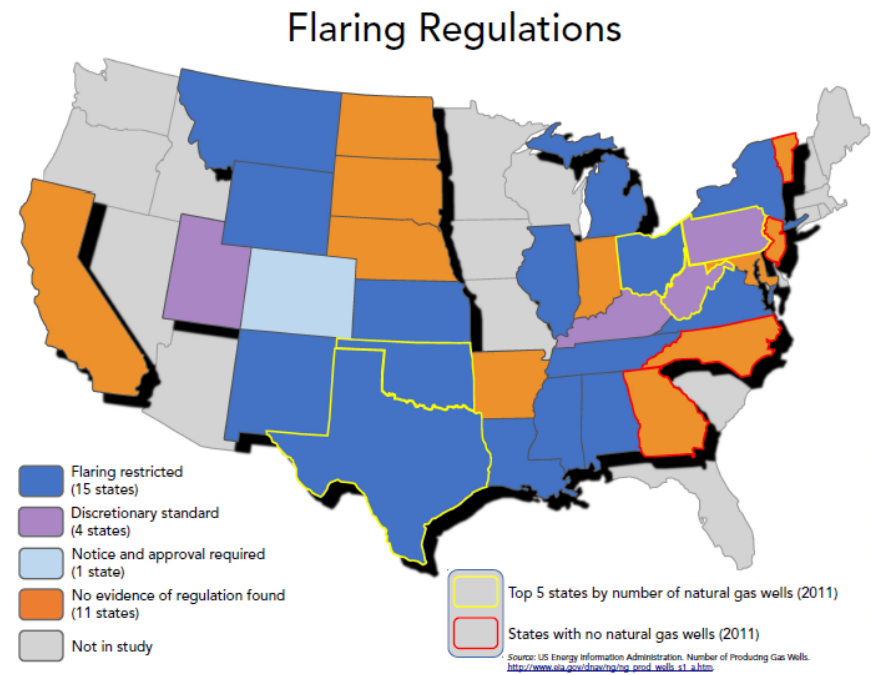 Flaring Regulations
Flaring restricted
(15 states)
Discretionary standard
(4 states)
Notice and approval required
(1 state)
No evidence of regulation found
(11 states)
Not in study
Top 5 states by number of natural gas wells (2011)
States with no natural gas wells (2011)
Source: US Energy Information Administration. Number of Producing Gas Wells.
http://www.eia.gov/dnav/ng/ng_prod_wells_s1_a.htm.